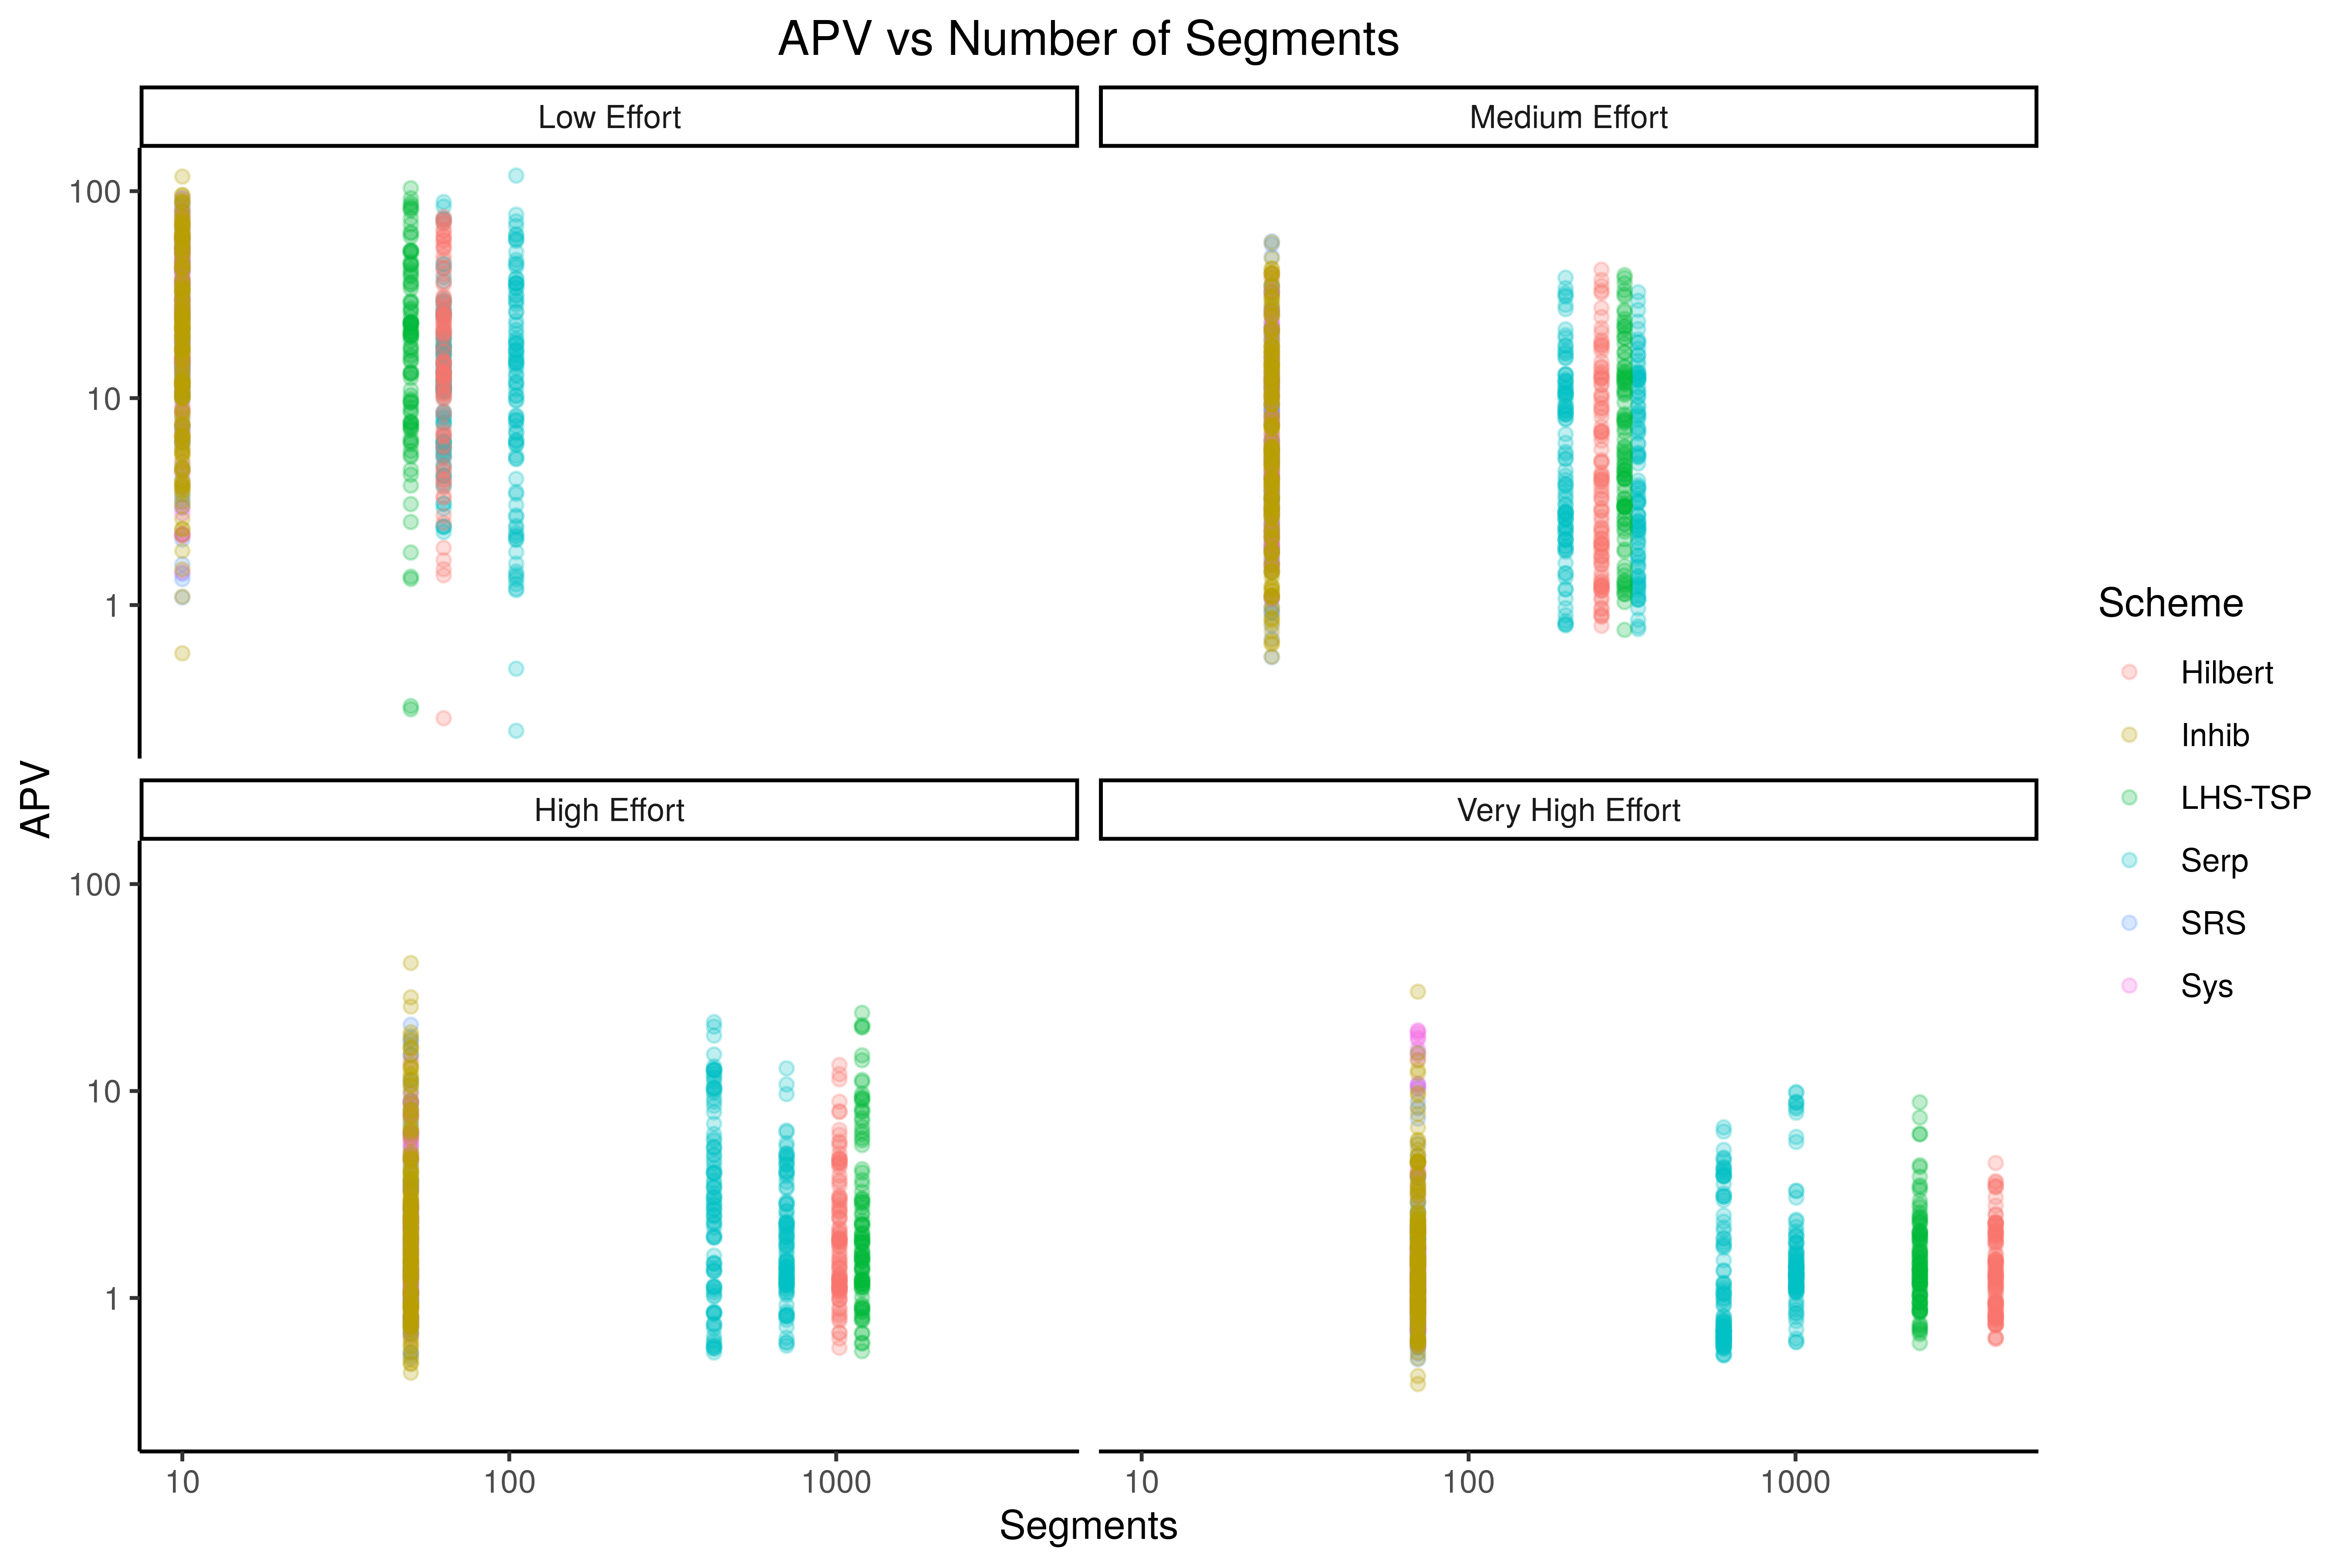 APV vs Number of Segments
Low Effort
Medium Effort
100
10
1
APV
High Effort
Very High Effort
100
10
1
10
100
1000
10
100
1000
Segments
Scheme
Hilbert
Inhib
LHS-TSP
Serp
SRS
Sys